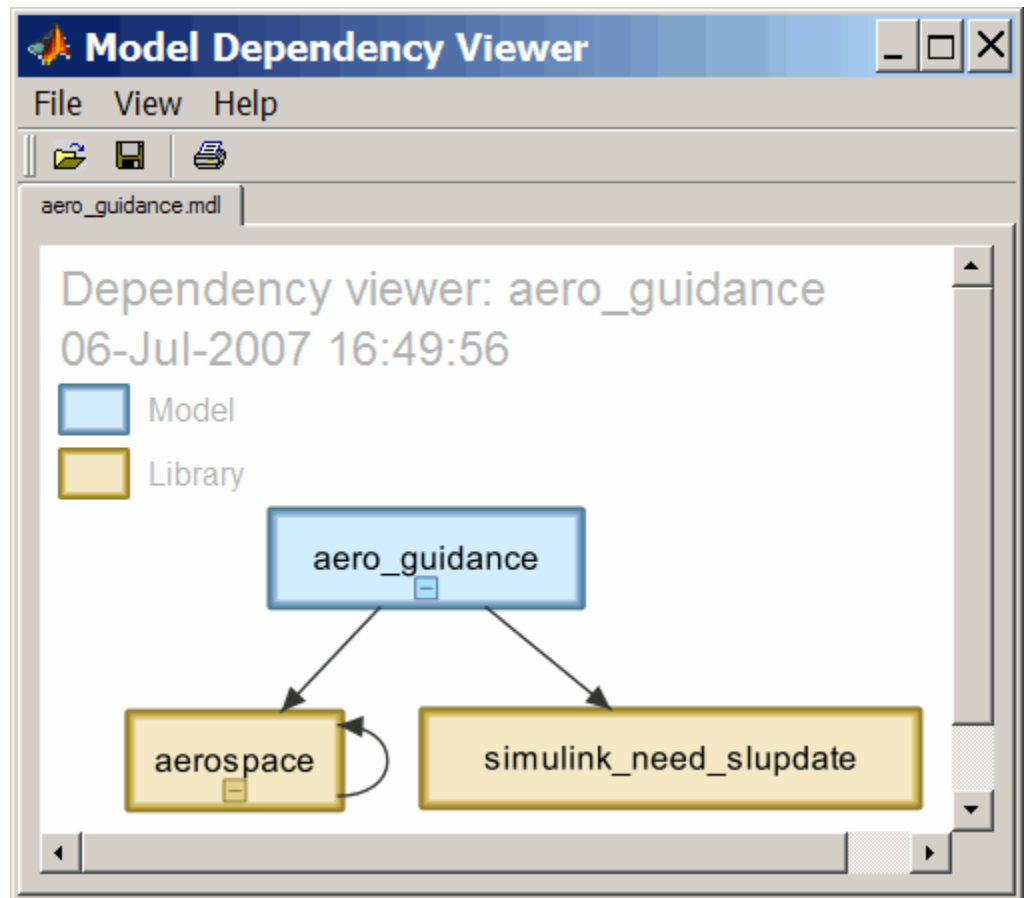 Model Dependency Viewer
File View Help
aero_guidance.mdl
Dependency viewer: aero_guidance
06-Jul-2007 16:49:56
Model
Library
aero_guidance
aerospace
simulink_need_slupdate